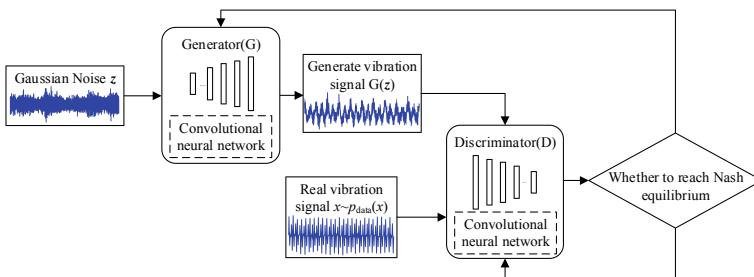 Generator(G)
Convolutional
neural network
Gaussian Noise z
Generate vibration
signal G(z)
Real vibration
signal x~pdata(x)
Discriminator(D)
Convolutional
neural network
Whether to reach Nash
equilibrium